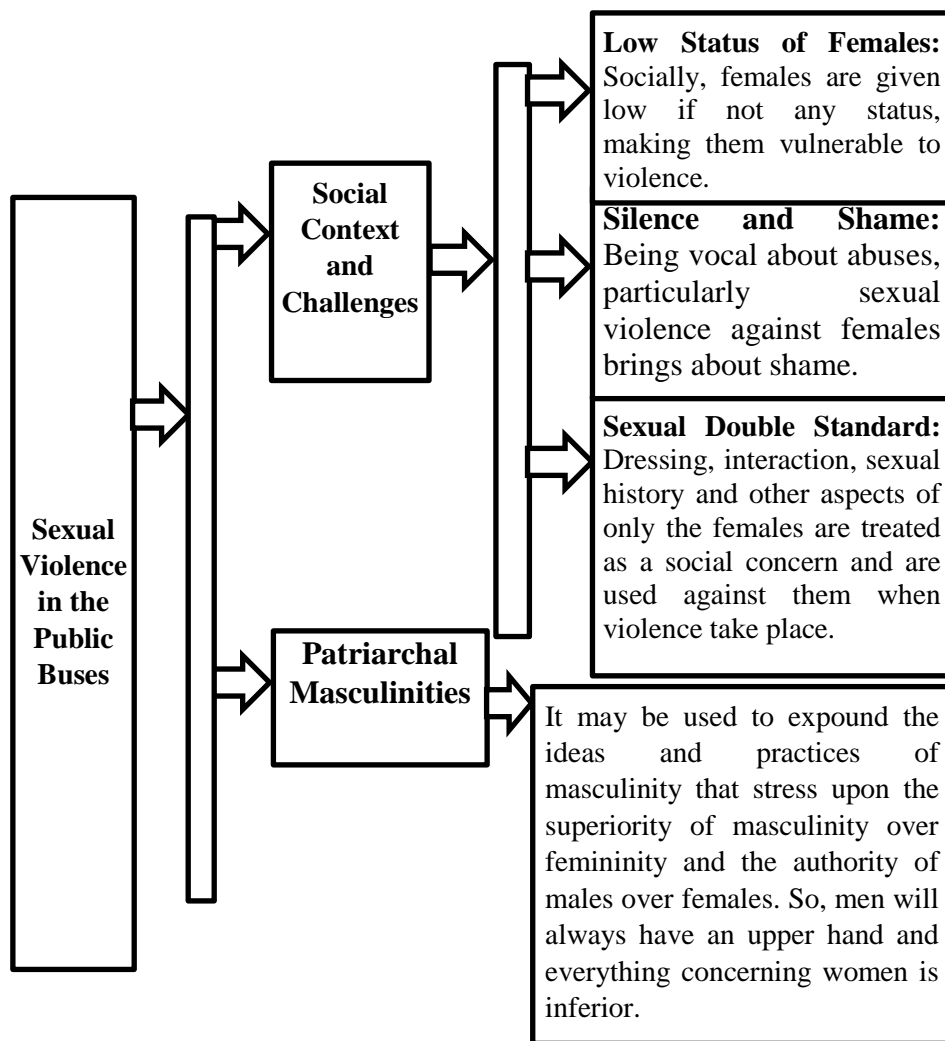 Sexual
Violence
in the
Public
Buses
Social
Context
and
Challenges
Patriarchal
Masculinities
Low Status of Females:
Socially, females are given
low if not any status,
making them vulnerable to
violence.
Silence and Shame:
Being vocal about abuses,
particularly sexual
violence against females
brings about shame.
Sexual Double Standard:
Dressing, interaction, sexual
history and other aspects of
only the females are treated
as a social concern and are
used against them when
violence take place.
It may be used to expound the
ideas and practices of
masculinity that stress upon the
superiority of masculinity over
femininity and the authority of
males over females. So, men will
always have an upper hand and
everything concerning women is
inferior.